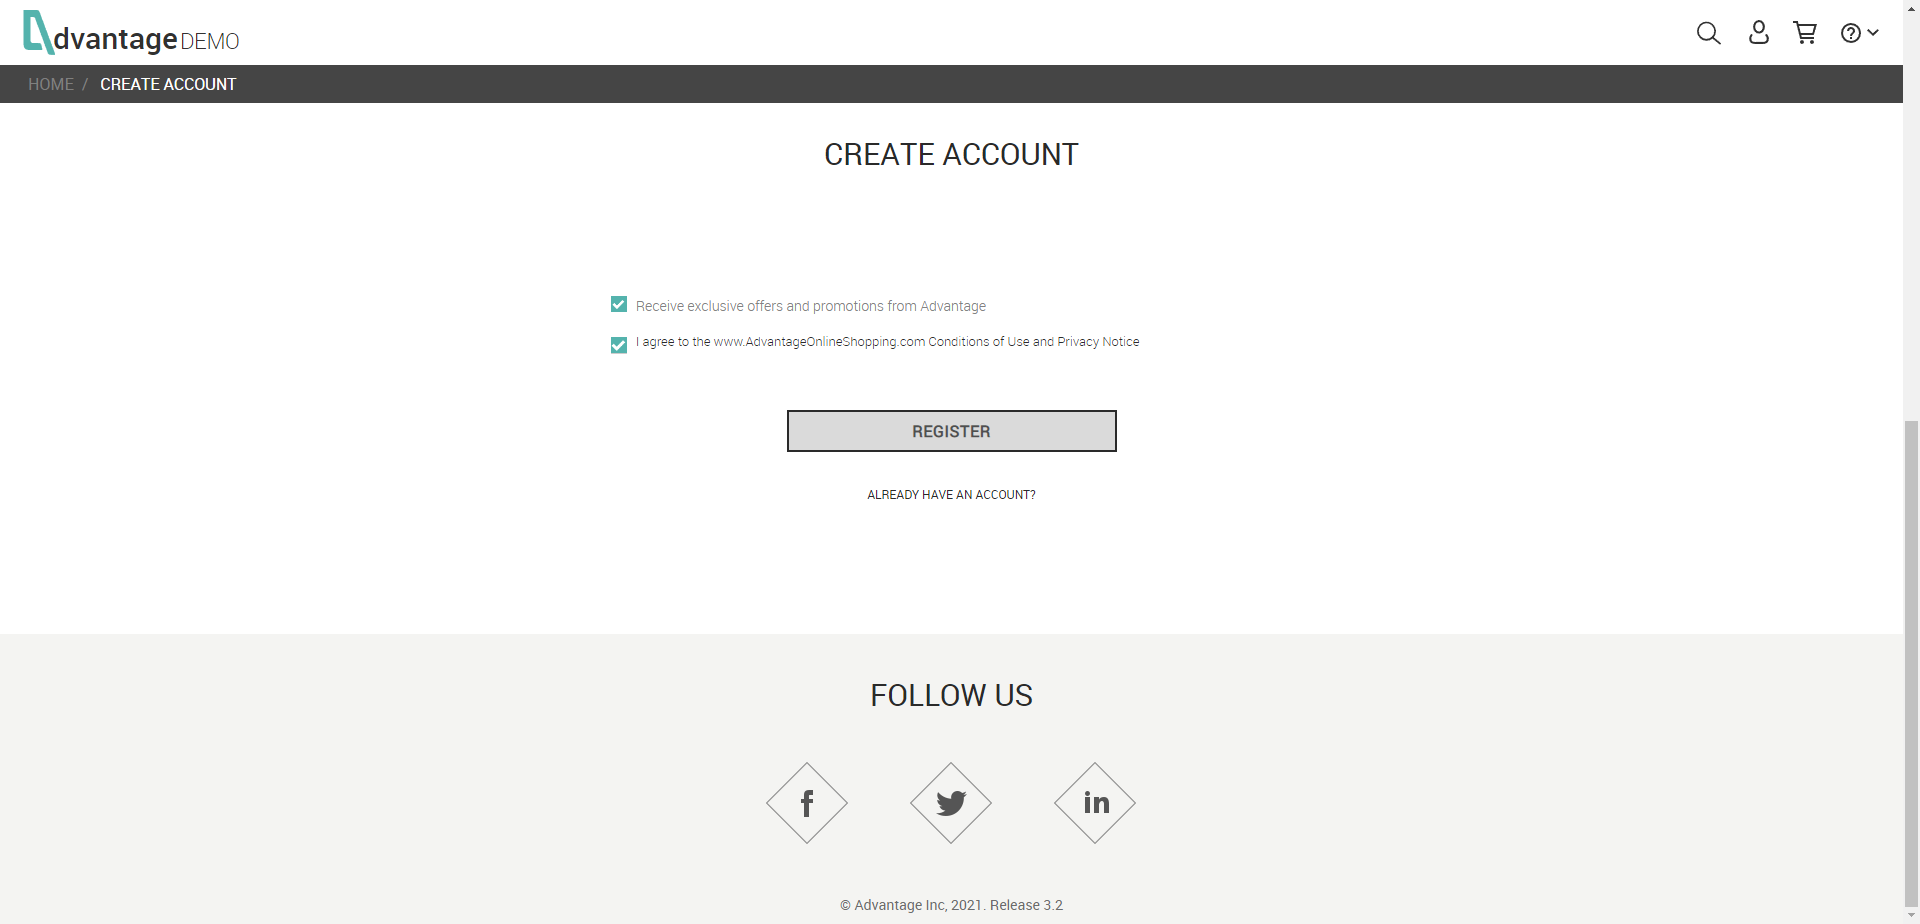 dvantage DEMO
HOME / CREATE ACCOUNT
CREATE ACCOUNT
Receive exclusive offers and promotions from Advantage
I agree to the www.AdvantageOnlineShopping.com Conditions of Use and Privacy Notice
REGISTER
ALREADY HAVE AN ACCOUNT?
FOLLOW US
f in
© Advantage Inc, 2021. Release 3.2